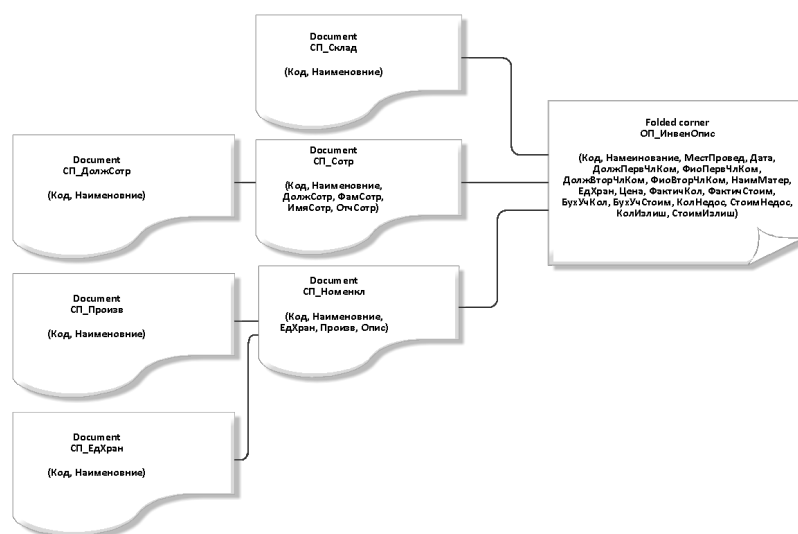 Document
СП_Склад
(Код, Наименовние)
Folded corner
ОП_ИнвенОпис
(Код, Намеинование, МестПровед, Дата,
ДолжПервЧлКом, ФиоПервЧлКом,
ДолжВторЧлКом, ФиоВторЧлКом, НаимМатер,
ЕдХран, Цена, ФактичКол, ФактичСтоим,
БухУчКол, БухУчСтоим, КолНедос, СтоимНедос,
КолИзлиш, СтоимИзлиш)
Document
СП_ДолжСотр
(Код, Наименовние)
Document
СП_Сотр
(Код, Наименовние,
ДолжСотр, ФамСотр,
ИмяСотр, ОтчСотр)
Document
СП_Произв
(Код, Наименовние)
Document
СП_Номенкл
(Код, Наименовние,
ЕдХран, Произв, Опис)
Document
СП_ЕдХран
(Код, Наименовние)